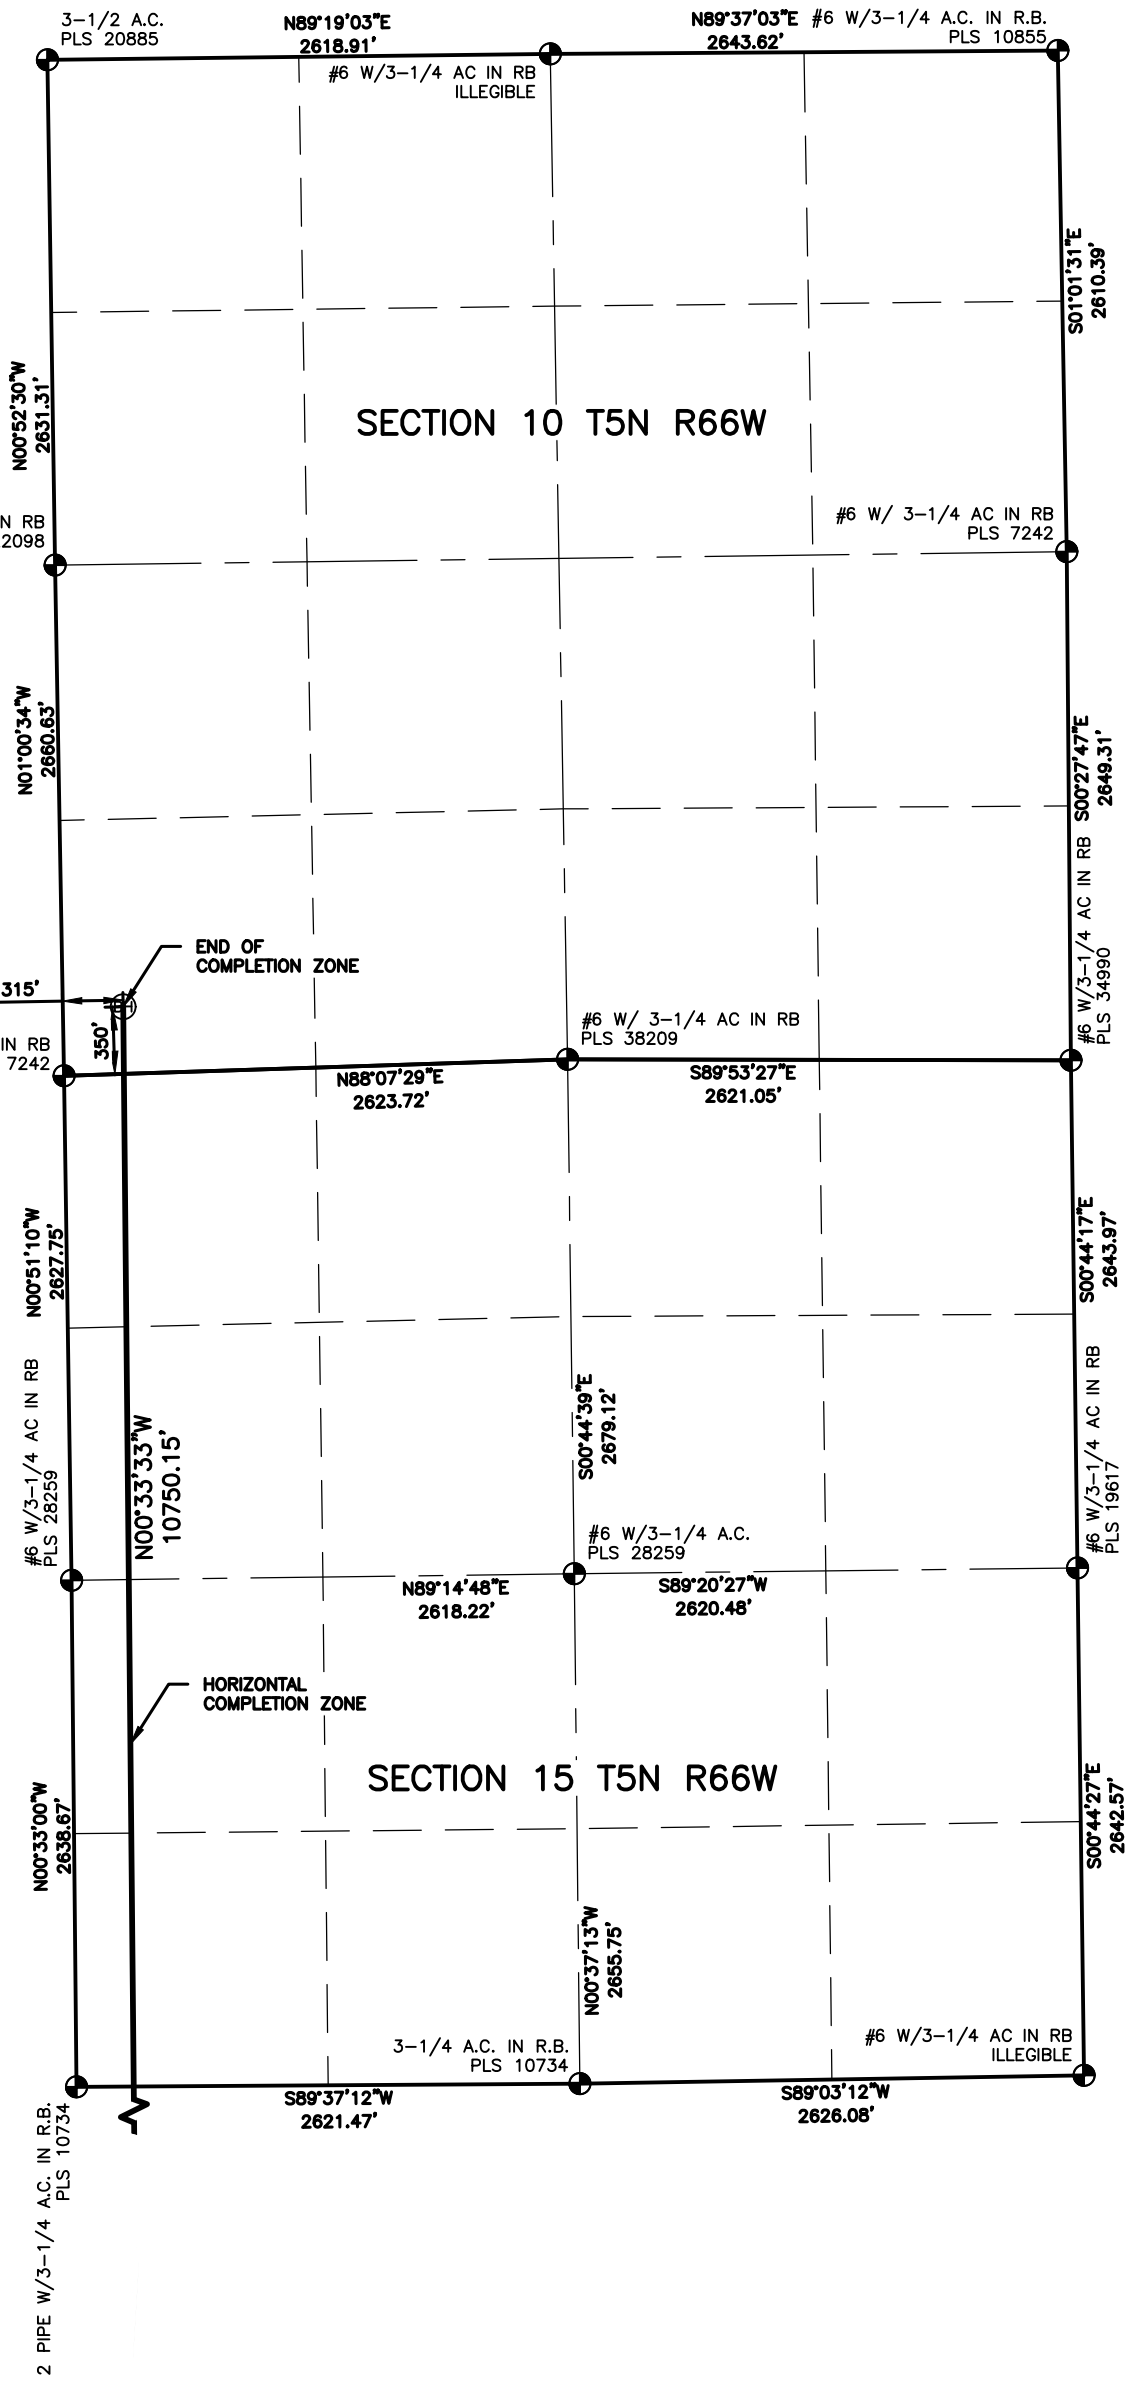 3-1/2 A.C.
PLS 20885
N89°19'03"E
2618.91'
#6 W/3-1/4 AC IN RB
ILLEGIBLE
N89°37'03"E
2643.62'
#6 W/3-1/4 A.C. IN R.B.
PLS 10855
S01°01'31"E
2610.39'
N00°52'30"W
2631.31'
SECTION 10 T5N R66W
N RB
2098
#6 W/ 3-1/4 AC IN RB
PLS 7242
N01°00'34"W
2660.63'
S00°27'47"E
2649.31'
#6 W/3-1/4 AC IN RB
PLS 34990
END OF
COMPLETION ZONE
315'
350'
IN RB
7242
#6 W/ 3-1/4 AC IN RB
PLS 38209
N88°07'29"E
2623.72'
S89°53'27"E
2621.05'
N00°51'10"W
2627.75'
S00°44'17"E
2643.97'
#6 W/3-1/4 AC IN RB
PLS 28259
N00°33'33"W
10750.15'
S00°44'39"E
2679.12'
#6 W/3-1/4 AC IN RB
PLS 19617
#6 W/3-1/4 A.C.
PLS 28259
N89°14'48"E
2618.22'
S89°20'27"W
2620.48'
HORIZONTAL
COMPLETION ZONE
SECTION 15 T5N R66W
N00°33'00"W
2638.67'
S00°44'27"E
2642.57'
N00°37'13"W
2655.75'
3-1/4 A.C. IN R.B.
PLS 10734
#6 W/3-1/4 AC IN RB
ILLEGIBLE
S89°37'12"W
2621.47'
S89°03'12"W
2626.08'
2 PIPE W/3-1/4 A.C. IN R.B.
PLS 10734